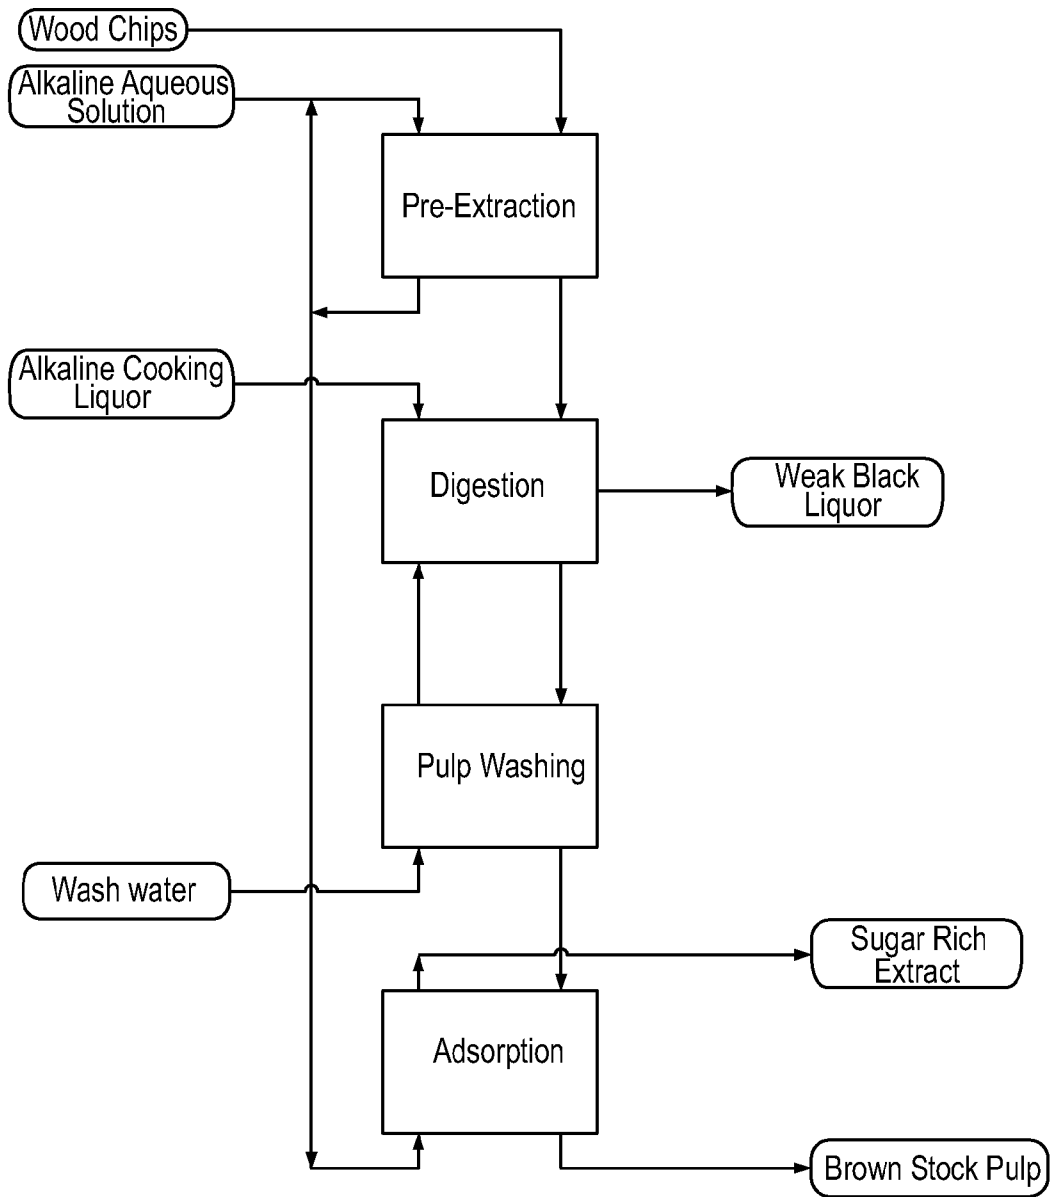 Wood Chips
Alkaline Aqueous
Solution
Pre-Extraction
Alkaline Cooking
Liquor
Digestion
Weak Black
Liquor
Pulp Washing
Wash water
Sugar Rich
Extract
Adsorption
Brown Stock Pulp